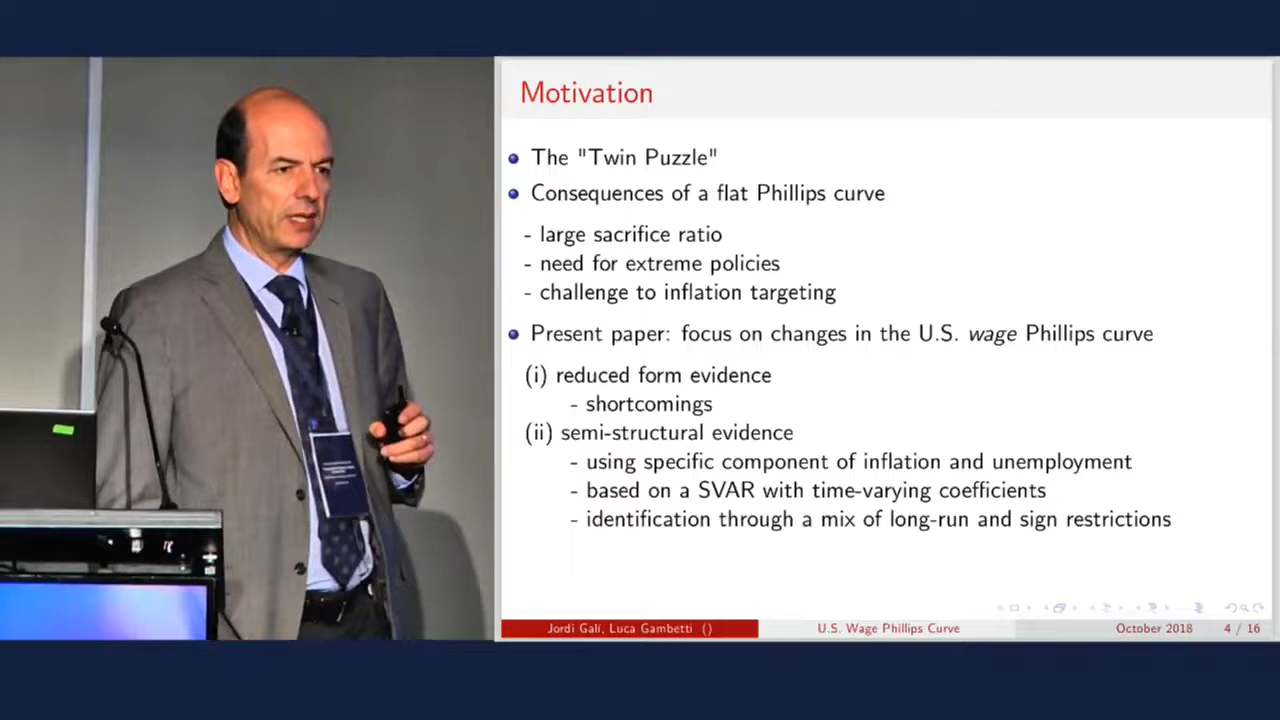 Motivation
The "Twin Puzzle"
Consequences of a flat Phillips curve
- large sacrifice ratio
- need for extreme policies
- challenge to inflation targeting
Present paper: focus on changes in the U.S. wage Phillips curve
(i) reduced form evidence
- shortcomings
(ii) semi-structural evidence
- using specific component of inflation and unemployment
- based on a SVAR with time-varying coefficients
- identification through a mix of long-run and sign restrictions
Jordi Galí, Luca Gambetti ()
U.S. Wage Phillips Curve
October 2018
4 / 16